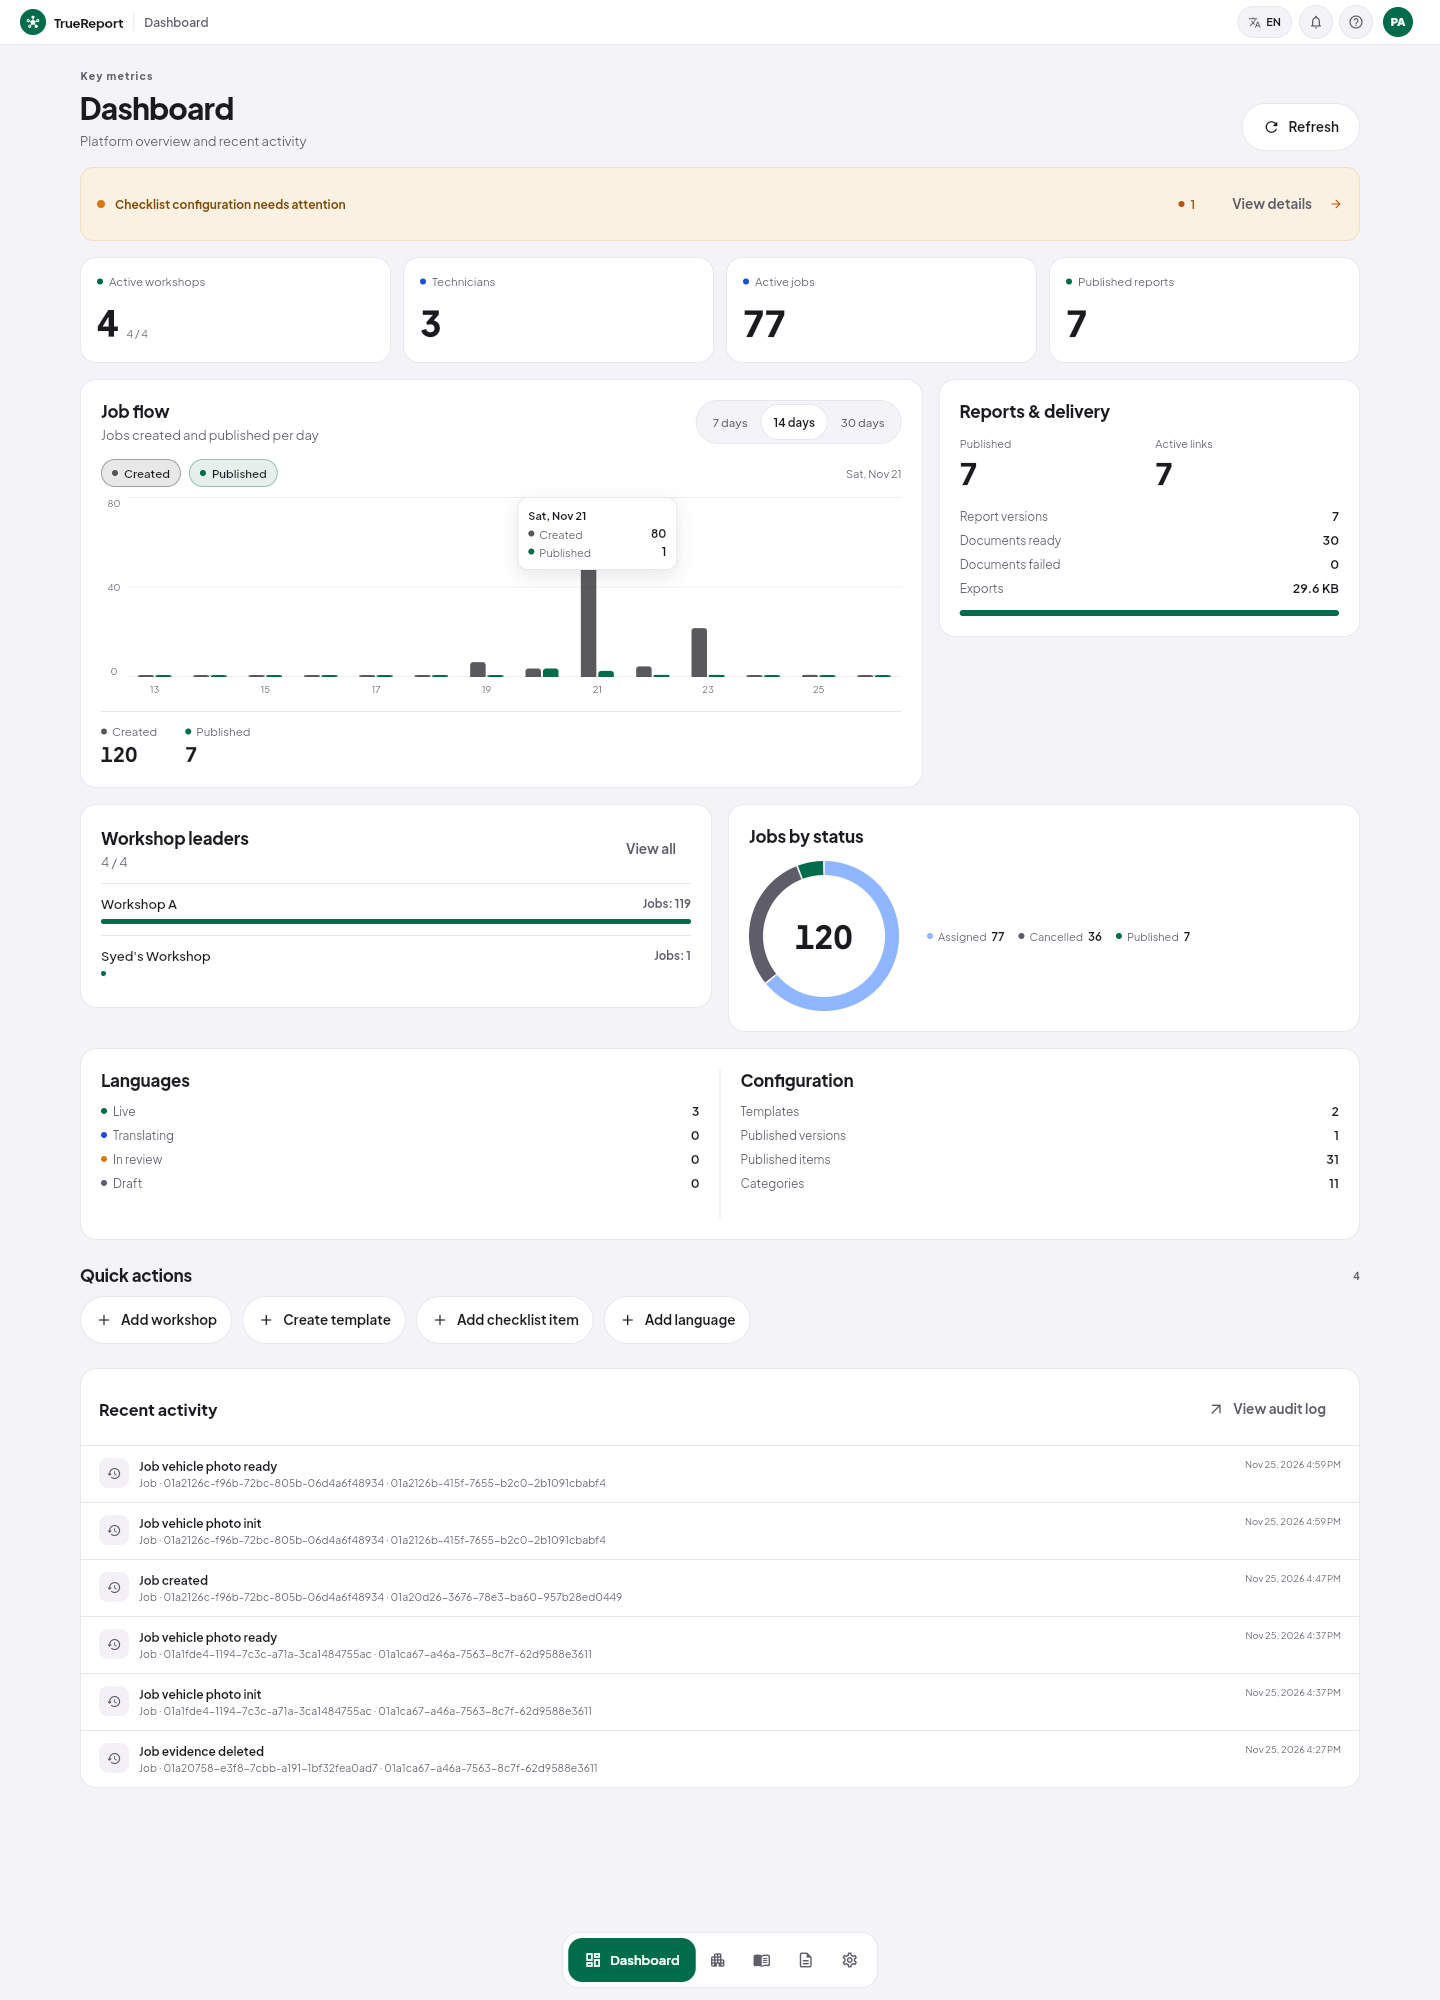 TrueReport
Dashboard
EN
PA
Key metrics
Dashboard
Platform overview and recent activity
Refresh
Checklist configuration needs attention
1
View details
Active workshops
4
4 / 4
Technicians
3
Active jobs
77
Published reports
7
Job flow
Jobs created and published per day
7 days
14 days
30 days
Created
Published
Sat, Nov 21
80
40
0
Sat, Nov 21
Created 80
Published 1
13 15 17 19 21 23 25
Created
120
Published
7
Reports & delivery
Published
7
Active links
7
Report versions 7
Documents ready 30
Documents failed 0
Exports 29.6 KB
Workshop leaders
4 / 4
View all
Workshop A Jobs: 119
Syed's Workshop Jobs: 1
Jobs by status
120
Assigned 77 Cancelled 36 Published 7
Languages
Live 3
Translating 0
In review 0
Draft 0
Configuration
Templates 2
Published versions 1
Published items 31
Categories 11
Quick actions
4
Add workshop
Create template
Add checklist item
Add language
Recent activity
View audit log
Job vehicle photo ready
Job · 01a2126c-f96b-72bc-805b-06d4a6f48934 · 01a2126b-415f-7655-b2c0-2b1091cbabf4
Nov 25, 2026 4:59 PM
Job vehicle photo init
Job · 01a2126c-f96b-72bc-805b-06d4a6f48934 · 01a2126b-415f-7655-b2c0-2b1091cbabf4
Nov 25, 2026 4:59 PM
Job created
Job · 01a2126c-f96b-72bc-805b-06d4a6f48934 · 01a20d26-3676-78e3-ba60-957b28ed0449
Nov 25, 2026 4:47 PM
Job vehicle photo ready
Job · 01a1fde4-1194-7c3c-a71a-3ca1484755ac · 01a1ca67-a46a-7563-8c7f-62d9588e3611
Nov 25, 2026 4:37 PM
Job vehicle photo init
Job · 01a1fde4-1194-7c3c-a71a-3ca1484755ac · 01a1ca67-a46a-7563-8c7f-62d9588e3611
Nov 25, 2026 4:37 PM
Job evidence deleted
Job · 01a20758-e3f8-7cbb-a191-1bf32fea0ad7 · 01a1ca67-a46a-7563-8c7f-62d9588e3611
Nov 25, 2026 4:27 PM
Dashboard